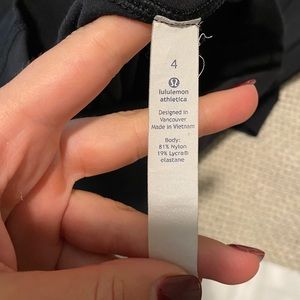 4
lululemon
athletica
Designed in
Vancouver
Made in Vietnam
Body:
81% Nylon
19% Lycra®
elastane